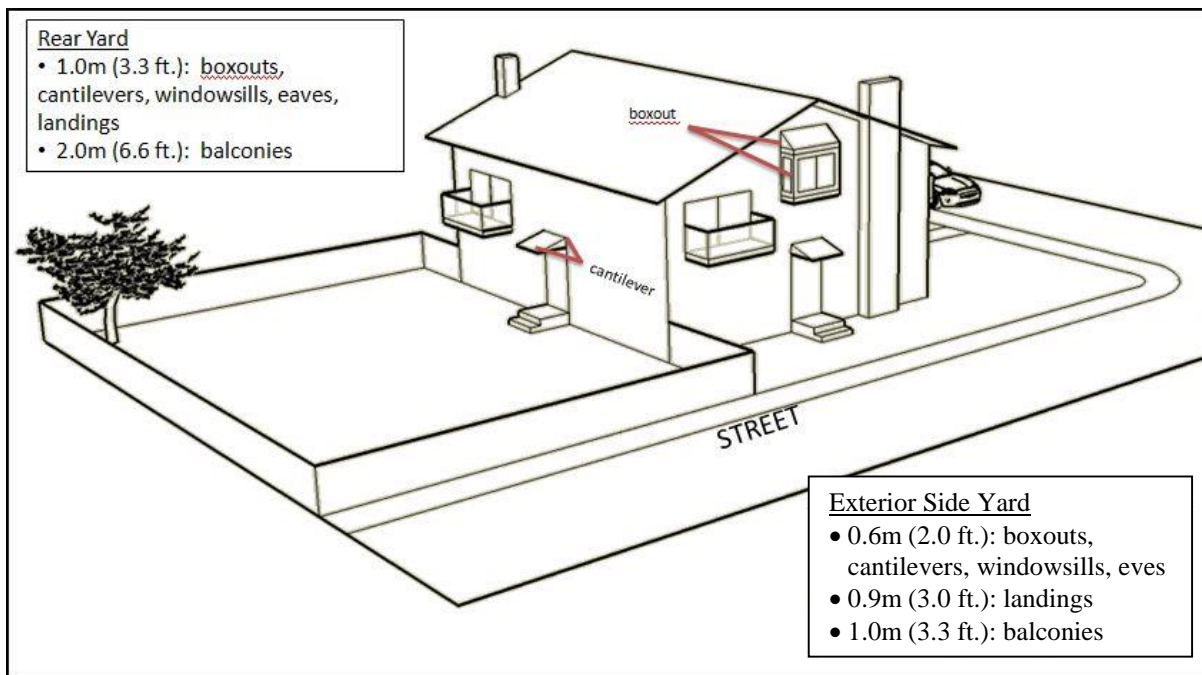 Rear Yard
• 1.0m (3.3 ft.): boxouts,
cantilevers, windowsills, eaves,
landings
• 2.0m (6.6 ft.): balconies
boxout
cantilever
STREET
Exterior Side Yard
• 0.6m (2.0 ft.): boxouts,
cantilevers, windowsills, eves
• 0.9m (3.0 ft.): landings
• 1.0m (3.3 ft.): balconies